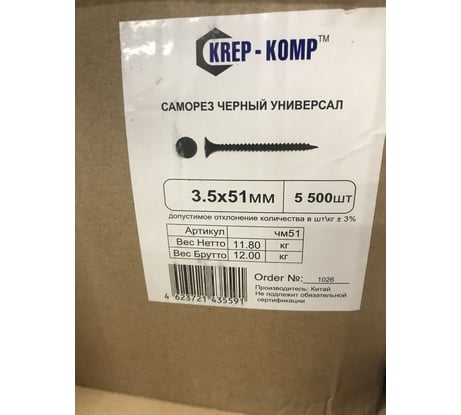 KREP - KOMP™
САМОРЕЗ ЧЕРНЫЙ УНИВЕРСАЛ
3.5х51мм 5 500шт
допустимое отклонение количества в шт\кг ± 3%
Артикул чм51
Вес Нетто 11.80 кг
Вес Брутто 12.00 кг
Order №: 1026
Производитель: Китай
Не подлежит обязательной
сертификации
4 623721 435591